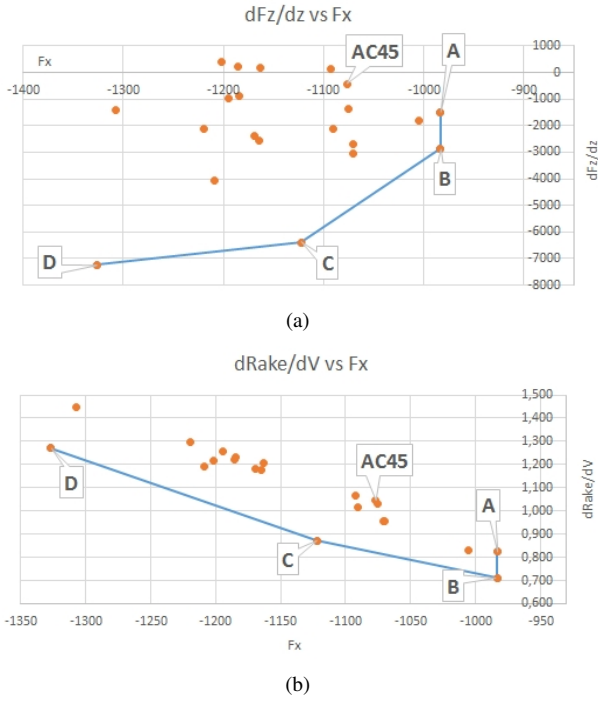 dFz/dz vs Fx
Fx
AC45
A
B
C
D
-1400 -1300 -1200 -1100 -1000 -900
1000
0
-1000
-2000
-3000
-4000
-5000
-6000
-7000
-8000
dFz/dz
(a)
dRake/dV vs Fx
1,500
1,400
1,300
1,200
1,100
1,000
0,900
0,800
0,700
0,600
dRake/dV
AC45
A
B
C
D
-1350 -1300 -1250 -1200 -1150 -1100 -1050 -1000 -950
Fx
(b)